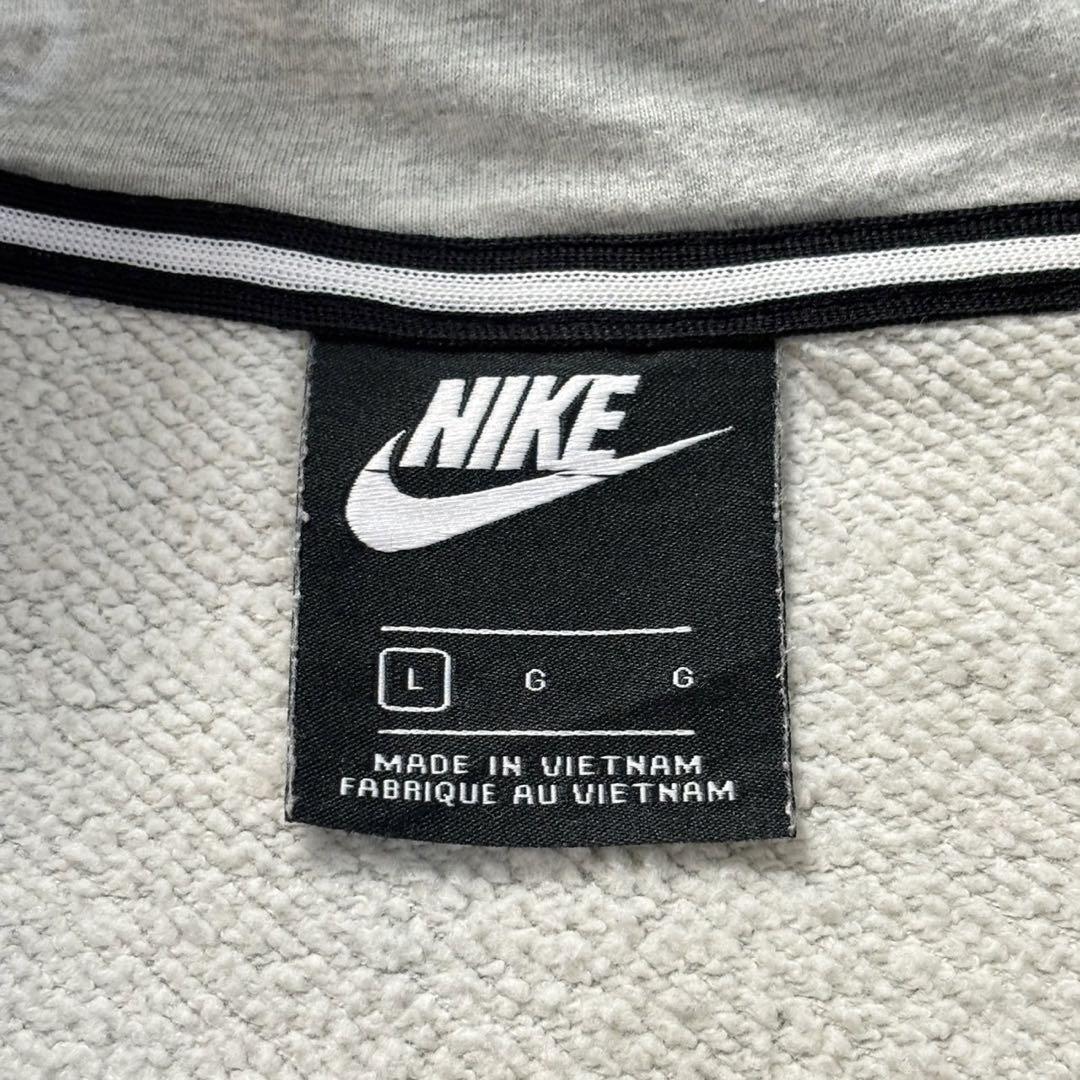 NIKE
L G G
MADE IN VIETNAM
FABRIQUE AU VIETNAM